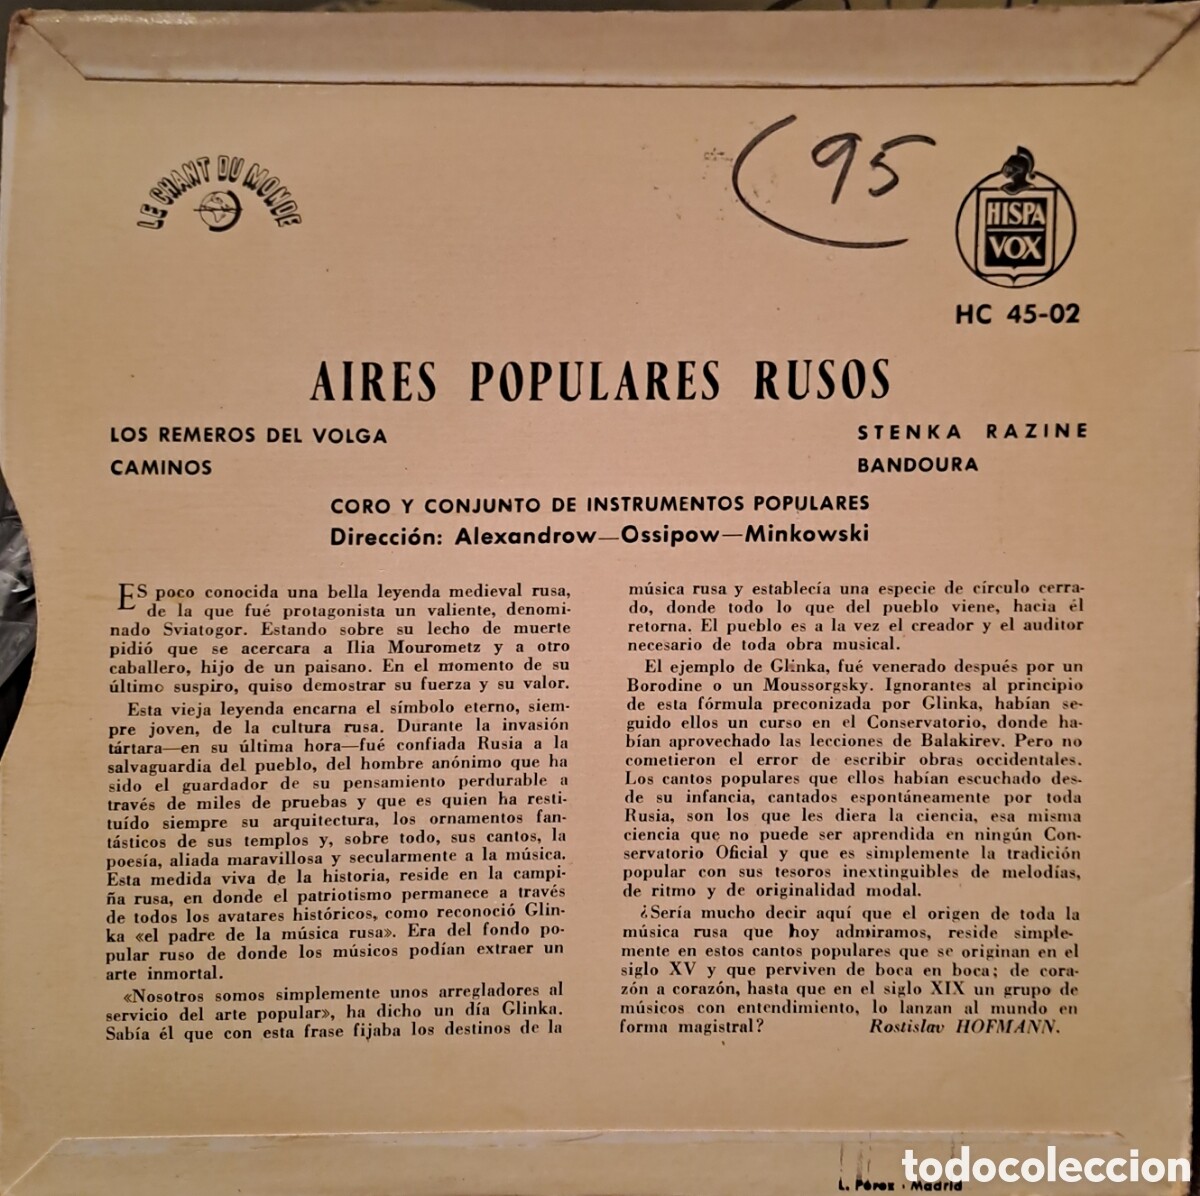 LE CHANT DU MONDE
95
HISPA
VOX
HC 45-02
AIRES POPULARES RUSOS
LOS REMEROS DEL VOLGA
CAMINOS
STENKA RAZINE
BANDOURA
CORO Y CONJUNTO DE INSTRUMENTOS POPULARES
Dirección: Alexandrow—Ossipow—Minkowski
ES poco conocida una bella leyenda medieval rusa,
de la que fué protagonista un valiente, denomi-
nado Sviatogor. Estando sobre su lecho de muerte
pidió que se acercara a Ilia Mourometz y a otro
caballero, hijo de un paisano. En el momento de su
último suspiro, quiso demostrar su fuerza y su valor.
Esta vieja leyenda encarna el símbolo eterno, siem-
pre joven, de la cultura rusa. Durante la invasión
tártara—en su última hora—fué confiada Rusia a la
salvaguardia del pueblo, del hombre anónimo que ha
sido el guardador de su pensamiento perdurable a
través de miles de pruebas y que es quien ha resti-
tuído siempre su arquitectura, los ornamentos fan-
tásticos de sus templos y, sobre todo, sus cantos, la
poesía, aliada maravillosa y secularmente a la música.
Esta medida viva de la historia, reside en la campi-
ña rusa, en donde el patriotismo permanece a través
de todos los avatares históricos, como reconoció Glin-
ka «el padre de la música rusa». Era del fondo po-
pular ruso de donde los músicos podían extraer un
arte inmortal.
«Nosotros somos simplemente unos arregladores al
servicio del arte popular», ha dicho un día Glinka.
Sabía él que con esta frase fijaba los destinos de la
música rusa y establecía una especie de círculo cerra-
do, donde todo lo que del pueblo viene, hacia él
retorna. El pueblo es a la vez el creador y el auditor
necesario de toda obra musical.
El ejemplo de Glinka, fué venerado después por un
Borodine o un Moussorgsky. Ignorantes al principio
de esta fórmula preconizada por Glinka, habían se-
guido ellos un curso en el Conservatorio, donde ha-
bían aprovechado las lecciones de Balakirev. Pero no
cometieron el error de escribir obras occidentales.
Los cantos populares que ellos habían escuchado des-
de su infancia, cantados espontáneamente por toda
Rusia, son los que les diera la ciencia, esa misma
ciencia que no puede ser aprendida en ningún Con-
servatorio Oficial y que es simplemente la tradición
popular con sus tesoros inextinguibles de melodías,
de ritmo y de originalidad modal.
¿Sería mucho decir aquí que el origen de toda la
música rusa que hoy admiramos, reside simple-
mente en estos cantos populares que se originan en el
siglo XV y que perviven de boca en boca; de cora-
zón a corazón, hasta que en el siglo XIX un grupo de
músicos con entendimiento, lo lanzan al mundo en
forma magistral? Rostislav HOFMANN.
L. Pérez - Madrid
todocoleccion